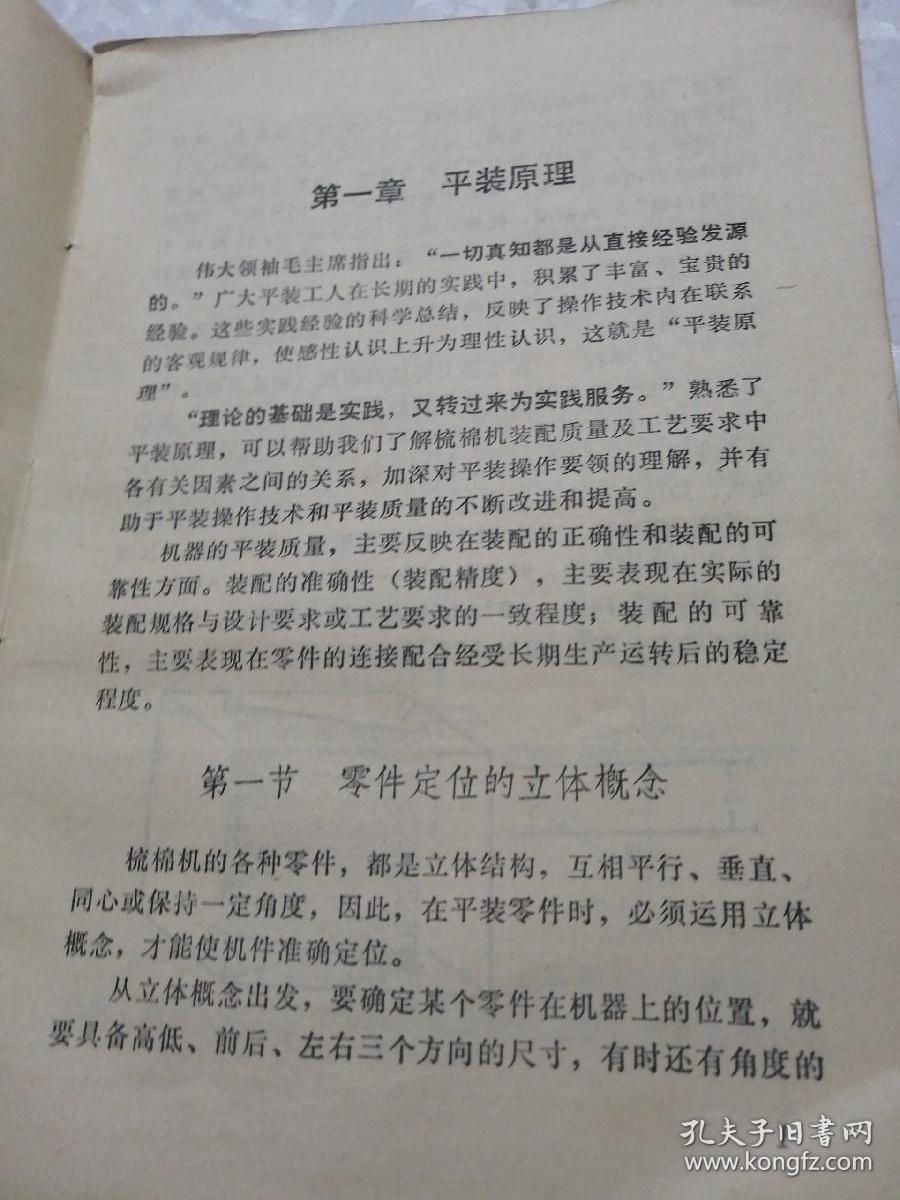 第一章 平装原理
伟大领袖毛主席指出：“一切真知都是从直接经验发源
的。”广大平装工人在长期的实践中，积累了丰富、宝贵的
经验。这些实践经验的科学总结，反映了操作技术内在联系
的客观规律，使感性认识上升为理性认识，这就是“平装原
理”。
“理论的基础是实践，又转过来为实践服务。”熟悉了
平装原理，可以帮助我们了解梳棉机装配质量及工艺要求中
各有关因素之间的关系，加深对平装操作要领的理解，并有
助于平装操作技术和平装质量的不断改进和提高。
机器的平装质量，主要反映在装配的正确性和装配的可
靠性方面。装配的准确性（装配精度），主要表现在实际的
装配规格与设计要求或工艺要求的一致程度；装配的可靠
性，主要表现在零件的连接配合经受长期生产运转后的稳定
程度。
第一节 零件定位的立体概念
梳棉机的各种零件，都是立体结构，互相平行、垂直、
同心或保持一定角度，因此，在平装零件时，必须运用立体
概念，才能使机件准确定位。
从立体概念出发，要确定某个零件在机器上的位置，就
要具备高低、前后、左右三个方向的尺寸，有时还有角度的
孔夫子旧书网
www.kongfz.com